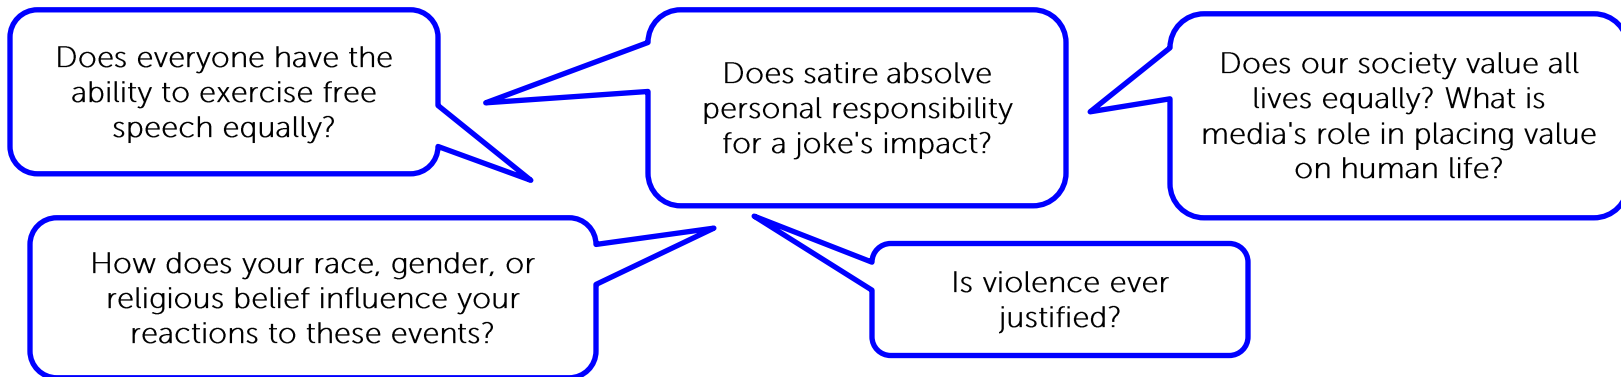 Does everyone have the
ability to exercise free
speech equally?
Does satire absolve
personal responsibility
for a joke's impact?
Does our society value all
lives equally? What is
media's role in placing value
on human life?
How does your race, gender, or
religious belief influence your
reactions to these events?
Is violence ever
justified?